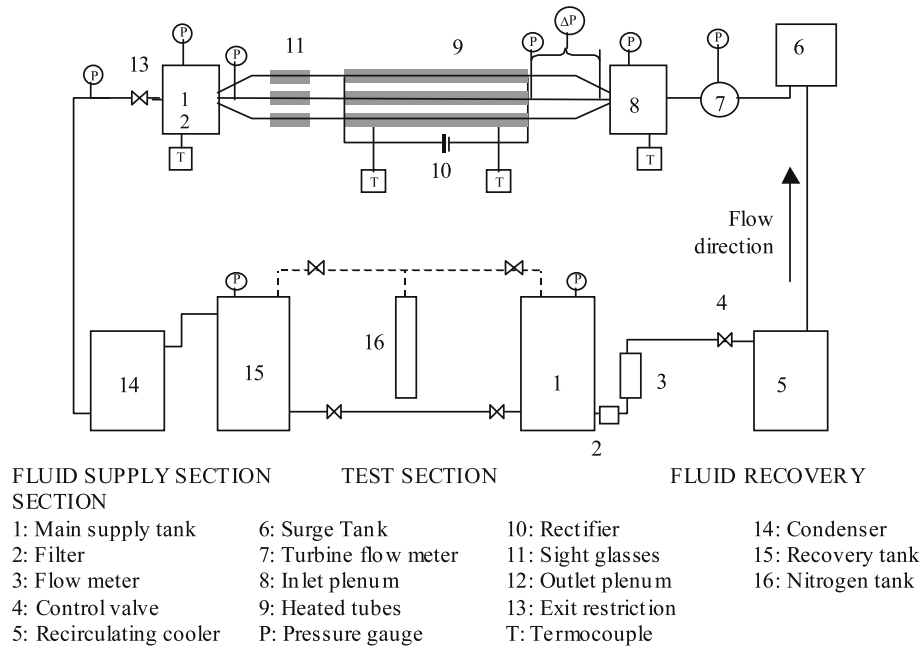 P
P
ΔP
P
11
9
P
P
P
6
13
P
1
2
8
7
T
T
10
T
T
Flow
direction
P
P
4
16
14
15
1
3
5
2
FLUID SUPPLY SECTION TEST SECTION FLUID RECOVERY
SECTION
1: Main supply tank 6: Surge Tank 10: Rectifier 14: Condenser
2: Filter 7: Turbine flow meter 11: Sight glasses 15: Recovery tank
3: Flow meter 8: Inlet plenum 12: Outlet plenum 16: Nitrogen tank
4: Control valve 9: Heated tubes 13: Exit restriction
5: Recirculating cooler P: Pressure gauge T: Termocouple